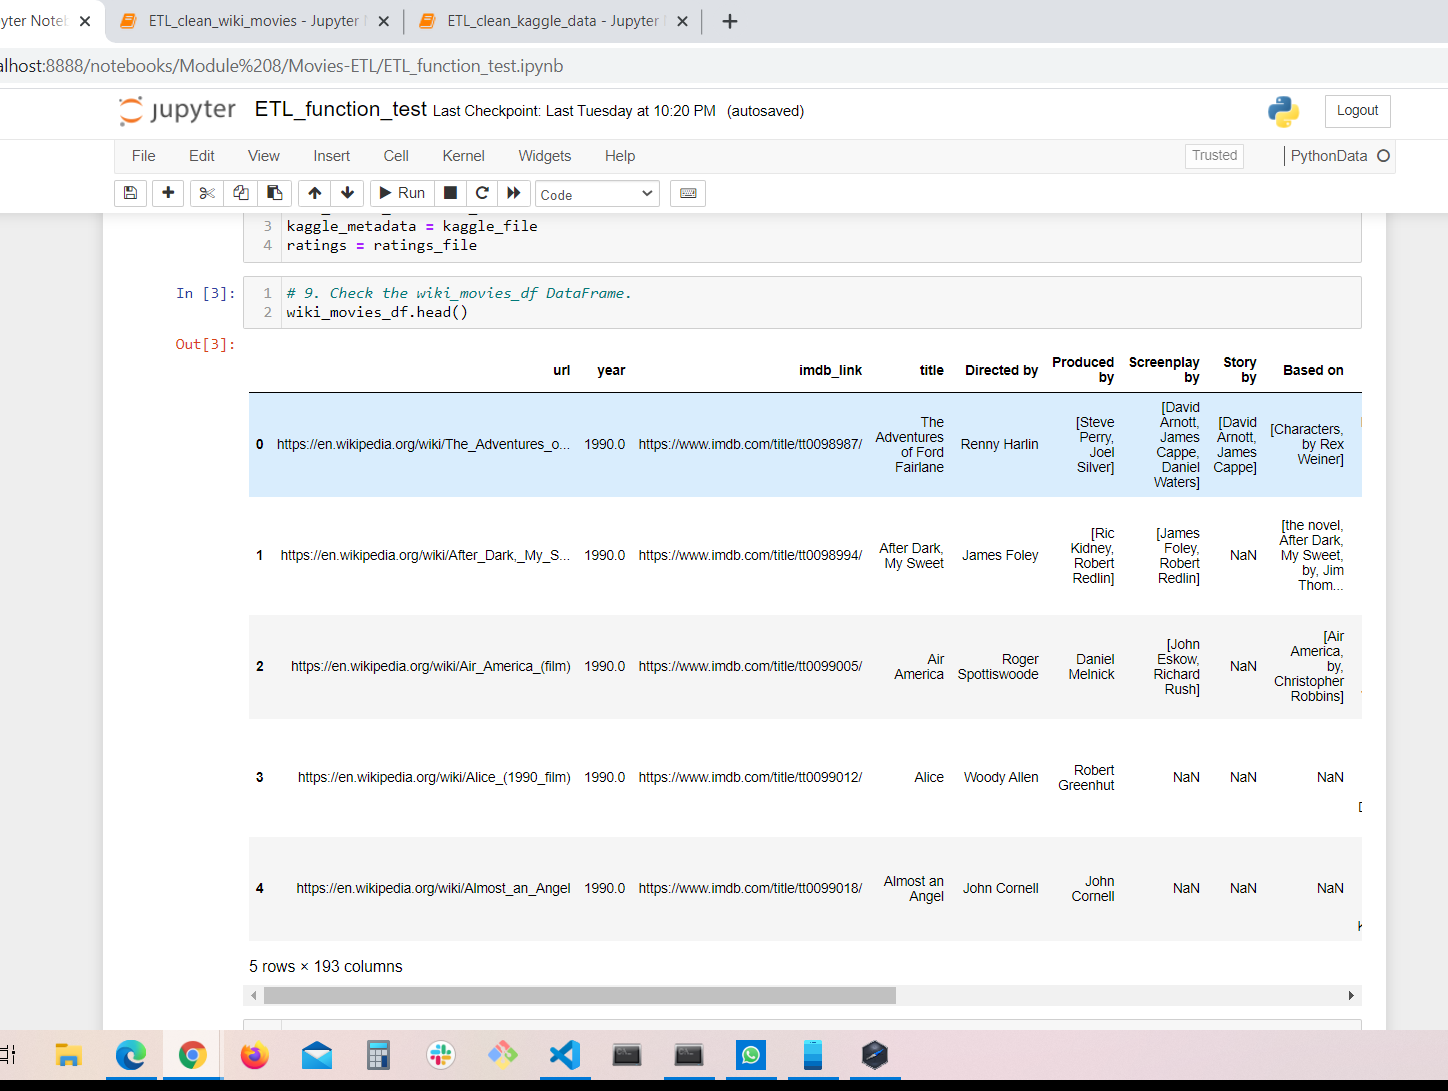 yter Note
ETL_clean_wiki_movies - Jupyter
ETL_clean_kaggle_data - Jupyter
alhost:8888/notebooks/Module%208/Movies-ETL/ETL_function_test.ipynb
jupyter ETL_function_test Last Checkpoint: Last Tuesday at 10:20 PM (autosaved)
Logout
File Edit View Insert Cell Kernel Widgets Help
Trusted PythonData
Run Code
3 kaggle_metadata = kaggle_file
4 ratings = ratings_file
In [3]: 1 # 9. Check the wiki_movies_df DataFrame.
2 wiki_movies_df.head()
Out[3]:
url year imdb_link title Directed by Produced by Screenplay by Story by Based on
0 https://en.wikipedia.org/wiki/The_Adventures_o... 1990.0 https://www.imdb.com/title/tt0098987/ The Adventures of Ford Fairlane Renny Harlin [Steve Perry, Joel Silver] [David Arnott, James Cappe, Daniel Waters] [David Arnott, James Cappe] [Characters, by Rex Weiner]
1 https://en.wikipedia.org/wiki/After_Dark,_My_S... 1990.0 https://www.imdb.com/title/tt0098994/ After Dark, My Sweet James Foley [Ric Kidney, Robert Redlin] [James Foley, Robert Redlin] NaN [the novel, After Dark, My Sweet, by, Jim Thom...
2 https://en.wikipedia.org/wiki/Air_America_(film) 1990.0 https://www.imdb.com/title/tt0099005/ Air America Roger Spottiswoode Daniel Melnick [John Eskow, Richard Rush] NaN [Air America, by, Christopher Robbins]
3 https://en.wikipedia.org/wiki/Alice_(1990_film) 1990.0 https://www.imdb.com/title/tt0099012/ Alice Woody Allen Robert Greenhut NaN NaN NaN
4 https://en.wikipedia.org/wiki/Almost_an_Angel 1990.0 https://www.imdb.com/title/tt0099018/ Almost an Angel John Cornell John Cornell NaN NaN NaN
5 rows × 193 columns